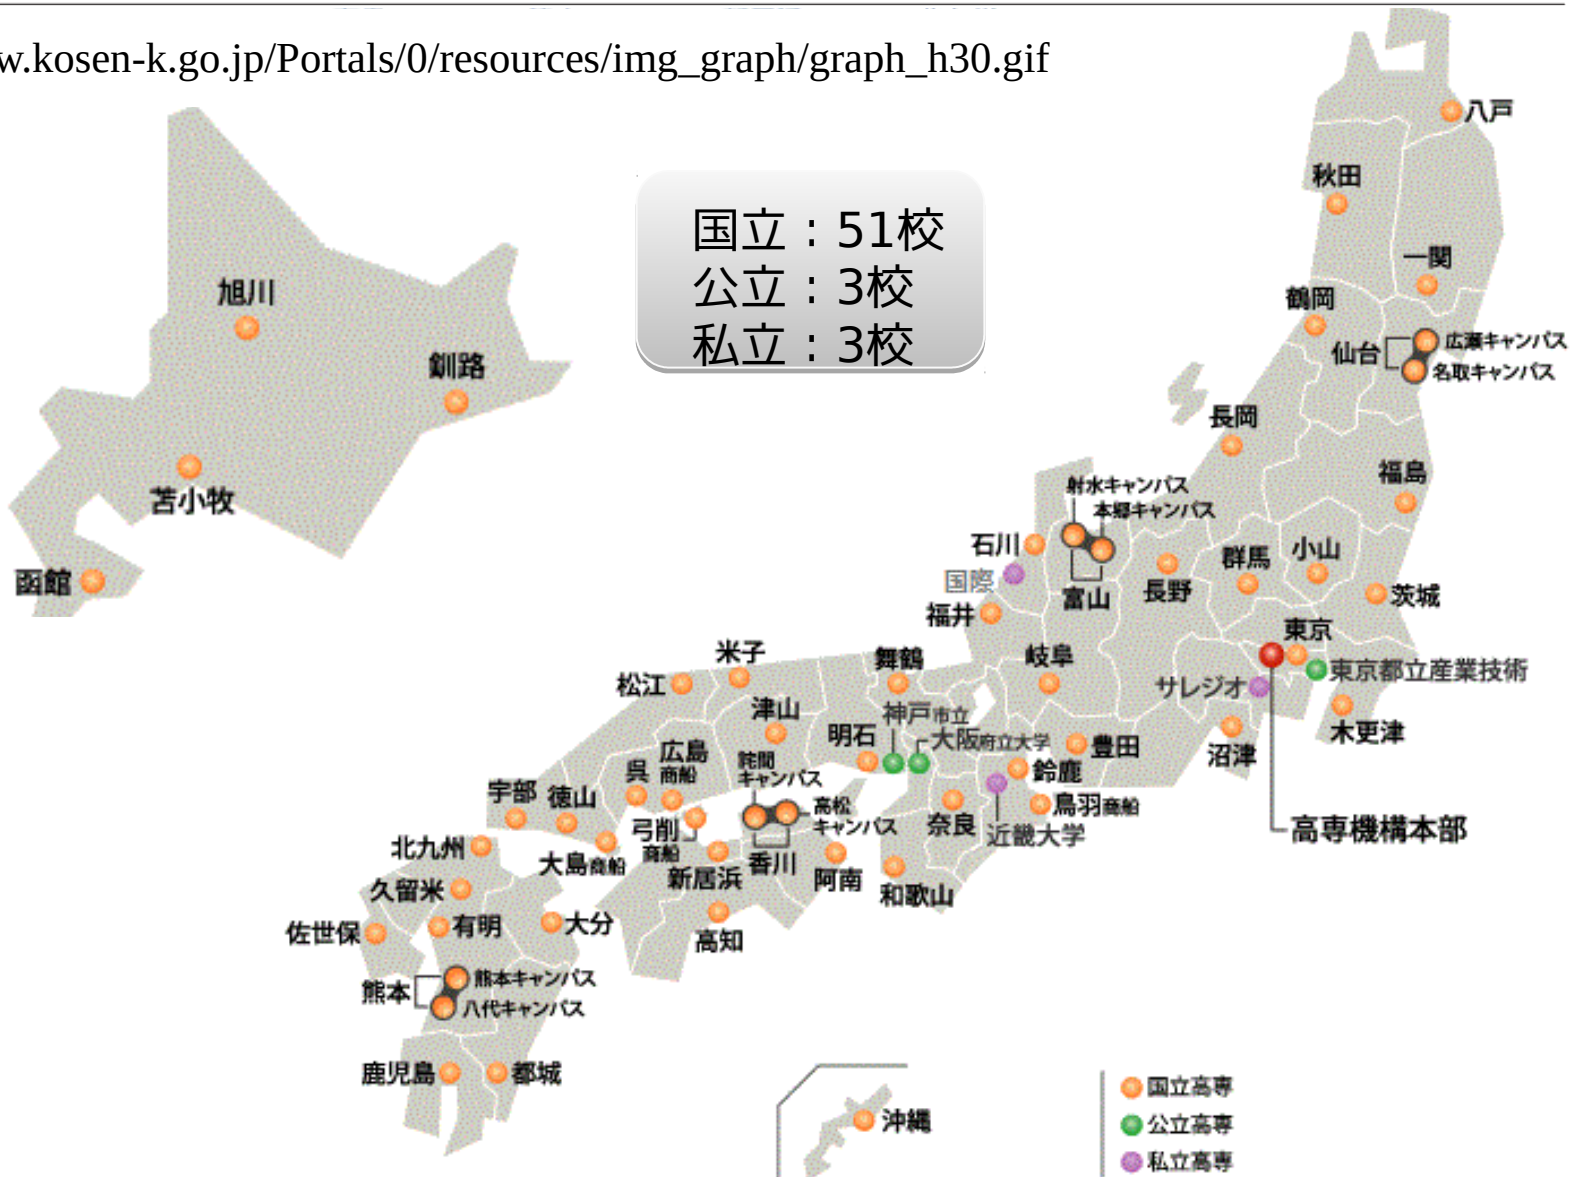 w.kosen-k.go.jp/Portals/0/resources/img_graph/graph_h30.gif
八戸
秋田
国立：51校
公立：3校
私立：3校
一関
旭川
鶴岡
広瀬キャンパス
仙台
名取キャンパス
釧路
長岡
福島
射水キャンパス
苫小牧
本郷キャンパス
石川
群馬
小山
国際
函館
富山
長野
茨城
福井
東京
米子
舞鶴
岐阜
東京都立産業技術
松江
サレジオ
津山
神戸市立
明石
大阪府立大学
木更津
広島
商船
豊田
沼津
詫間
キャンパス
呉
鈴鹿
宇部
徳山
高松
キャンパス
鳥羽商船
弓削
商船
奈良
近畿大学
高専機構本部
北九州
大島商船
新居浜
香川
阿南
和歌山
久留米
有明
大分
佐世保
高知
熊本キャンパス
熊本
八代キャンパス
鹿児島
都城
沖縄
国立高専
公立高専
私立高専